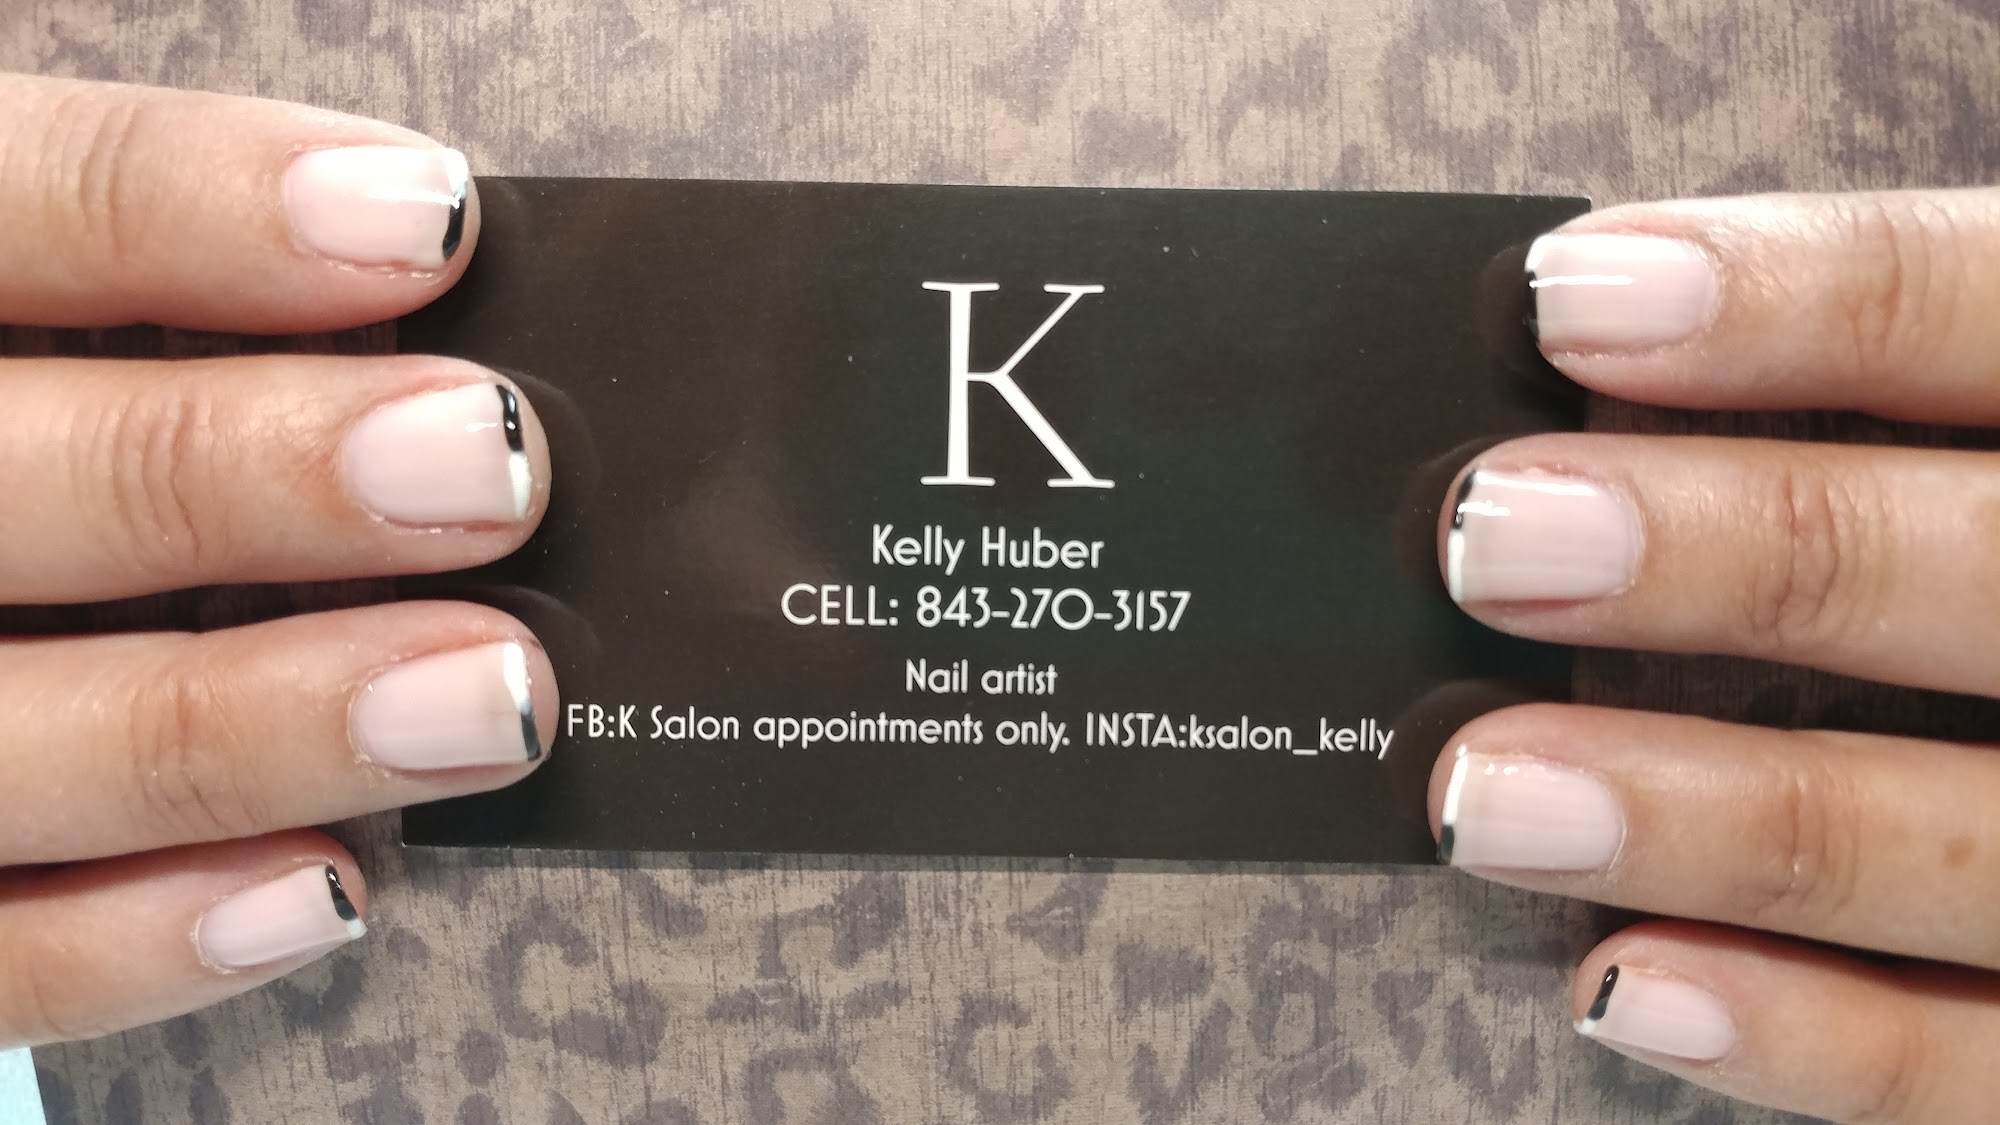 K
Kelly Huber
CELL: 843-270-3157
Nail artist
FB:K Salon appointments only. INSTA:ksalon_kelly